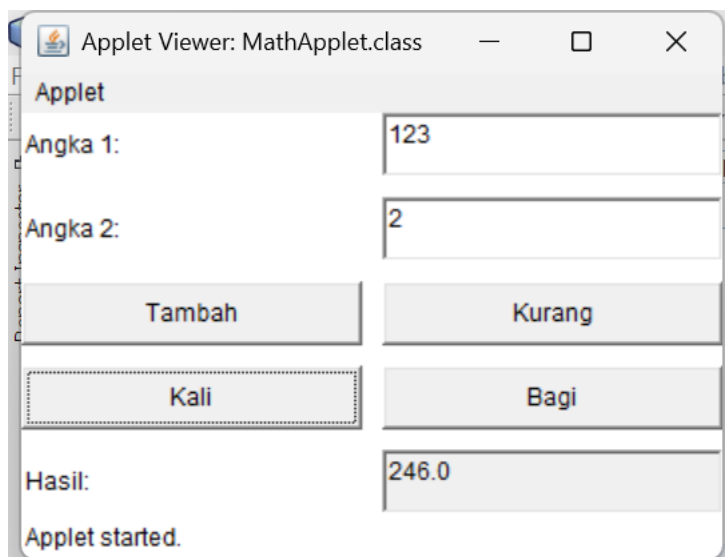 Applet Viewer: MathApplet.class
Applet
Angka 1: 123
Angka 2: 2
Tambah Kurang
Kali Bagi
Hasil: 246.0
Applet started.